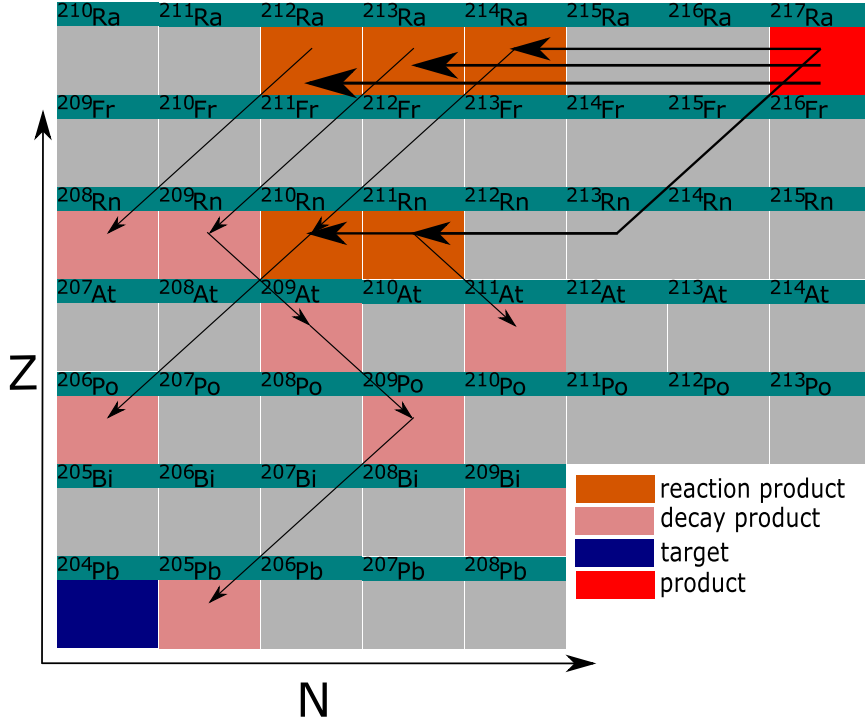 ²¹⁰Ra ²¹¹Ra ²¹²Ra ²¹³Ra ²¹⁴Ra ²¹⁵Ra ²¹⁶Ra ²¹⁷Ra
²⁰⁹Fr ²¹⁰Fr ²¹¹Fr ²¹²Fr ²¹³Fr ²¹⁴Fr ²¹⁵Fr ²¹⁶Fr
²⁰⁸Rn ²⁰⁹Rn ²¹⁰Rn ²¹¹Rn ²¹²Rn ²¹³Rn ²¹⁴Rn ²¹⁵Rn
²⁰⁷At ²⁰⁸At ²⁰⁹At ²¹⁰At ²¹¹At ²¹²At ²¹³At ²¹⁴At
Z
²⁰⁶Po ²⁰⁷Po ²⁰⁸Po ²⁰⁹Po ²¹⁰Po ²¹¹Po ²¹²Po ²¹³Po
²⁰⁵Bi ²⁰⁶Bi ²⁰⁷Bi ²⁰⁸Bi ²⁰⁹Bi
reaction product
decay product
target
product
²⁰⁴Pb ²⁰⁵Pb ²⁰⁶Pb ²⁰⁷Pb ²⁰⁸Pb
N